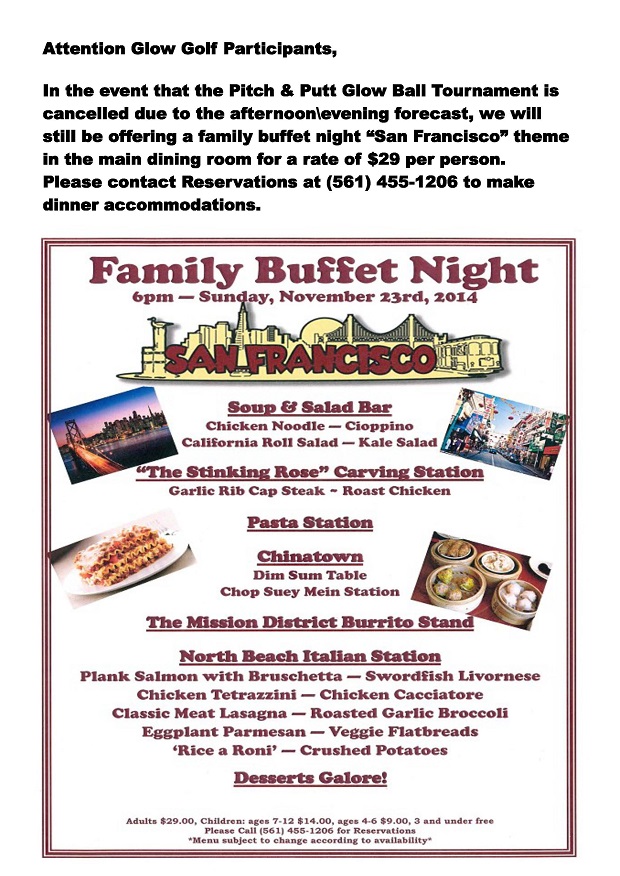 Attention Glow Golf Participants,
In the event that the Pitch & Putt Glow Ball Tournament is
cancelled due to the afternoon\evening forecast, we will
still be offering a family buffet night “San Francisco” theme
in the main dining room for a rate of $29 per person.
Please contact Reservations at (561) 455-1206 to make
dinner accommodations.
Family Buffet Night
6pm — Sunday, November 23rd, 2014
SAN FRANCISCO
Soup & Salad Bar
Chicken Noodle — Cioppino
California Roll Salad — Kale Salad
“The Stinking Rose” Carving Station
Garlic Rib Cap Steak ~ Roast Chicken
Pasta Station
Chinatown
Dim Sum Table
Chop Suey Mein Station
The Mission District Burrito Stand
North Beach Italian Station
Plank Salmon with Bruschetta — Swordfish Livornese
Chicken Tetrazzini — Chicken Cacciatore
Classic Meat Lasagna — Roasted Garlic Broccoli
Eggplant Parmesan — Veggie Flatbreads
‘Rice a Roni’ — Crushed Potatoes
Desserts Galore!
Adults $29.00, Children: ages 7-12 $14.00, ages 4-6 $9.00, 3 and under free
Please Call (561) 455-1206 for Reservations
*Menu subject to change according to availability*